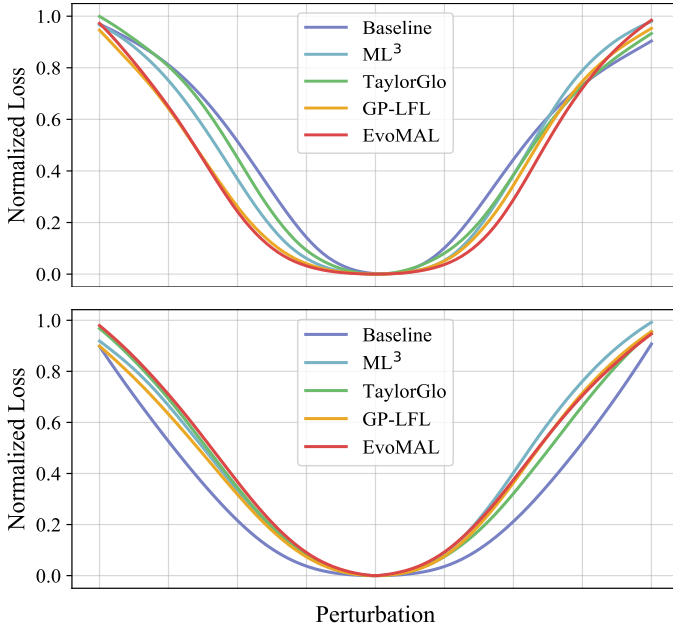 1.0
0.8
0.6
0.4
0.2
0.0
Normalized Loss
Baseline
ML³
TaylorGlo
GP-LFL
EvoMAL
1.0
0.8
0.6
0.4
0.2
0.0
Normalized Loss
Baseline
ML³
TaylorGlo
GP-LFL
EvoMAL
Perturbation